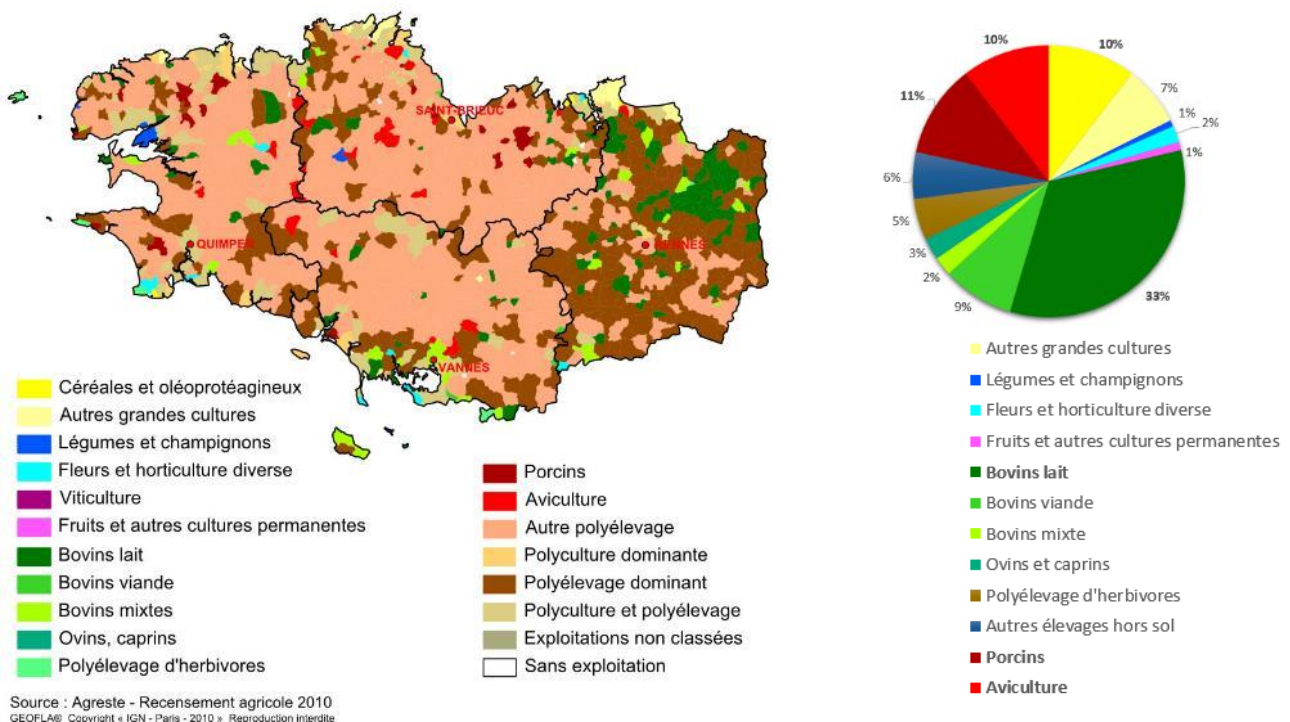 SAINT-BRIEUC
QUIMPER
RENNES
VANNES
Céréales et oléoprotéagineux
Autres grandes cultures
Légumes et champignons
Fleurs et horticulture diverse
Viticulture
Fruits et autres cultures permanentes
Bovins lait
Bovins viande
Bovins mixtes
Ovins, caprins
Polyélevage d'herbivores
Porcins
Aviculture
Autre polyélevage
Polyculture dominante
Polyélevage dominant
Polyculture et polyélevage
Exploitations non classées
Sans exploitation
Source : Agreste - Recensement agricole 2010
GEOFLA® Copyright « IGN - Paris - 2010 » Reproduction interdite
10%
7%
1%
2%
1%
33%
9%
2%
3%
5%
6%
11%
10%
Autres grandes cultures
Légumes et champignons
Fleurs et horticulture diverse
Fruits et autres cultures permanentes
Bovins lait
Bovins viande
Bovins mixte
Ovins et caprins
Polyélevage d'herbivores
Autres élevages hors sol
Porcins
Aviculture